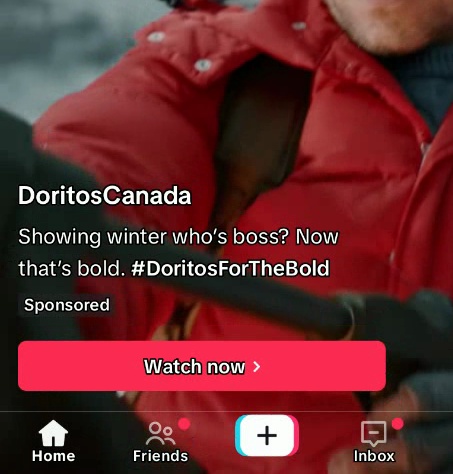 DoritosCanada
Showing winter who's boss? Now
that's bold. #DoritosForTheBold
Sponsored
Watch now >
Home
Friends
Inbox